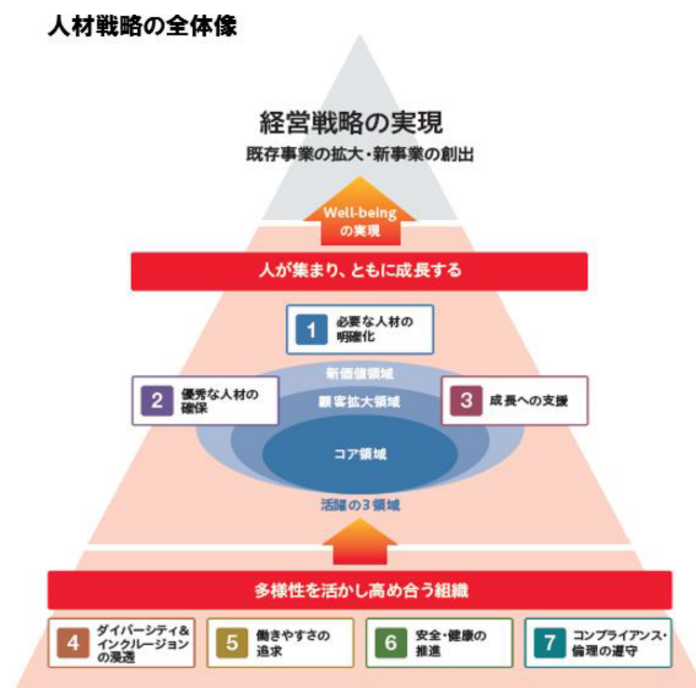 人材戦略の全体像
経営戦略の実現
既存事業の拡大・新事業の創出
Well-being
の実現
人が集まり、ともに成長する
1
必要な人材の
明確化
2
優秀な人材の
確保
3
成長への支援
新価値領域
顧客拡大領域
コア領域
活躍の3領域
多様性を活かし高め合う組織
4
ダイバーシティ&
インクルージョン
の浸透
5
働きやすさの
追求
6
安全・健康の
推進
7
コンプライアンス・
倫理の遵守